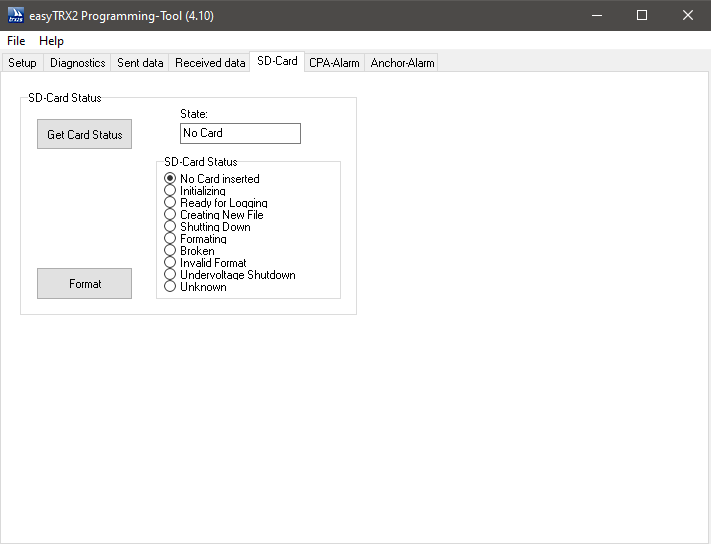 easyTRX2 Programming-Tool (4.10)
File Help
Setup Diagnostics Sent data Received data SD-Card CPA-Alarm Anchor-Alarm
SD-Card Status
State:
Get Card Status
No Card
SD-Card Status
No Card inserted
Initializing
Ready for Logging
Creating New File
Shutting Down
Formating
Broken
Invalid Format
Undervoltage Shutdown
Unknown
Format